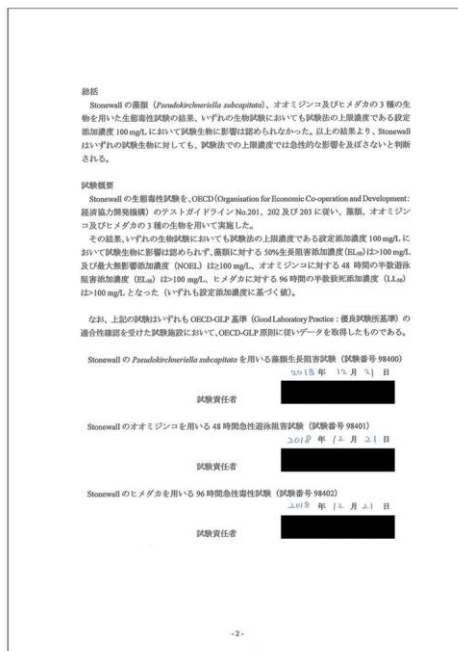 総括
Stonewall の藻類（Pseudokirchneriella subcapitata）、オオミジンコ及びヒメダカの 3 種の生
物を用いた生態毒性試験の結果、いずれの生物試験においても試験法の上限濃度である設定
添加濃度 100 mg/L において試験生物に影響は認められなかった。以上の結果より、Stonewall
はいずれの試験生物に対しても、試験法での上限濃度では急性的な影響を及ぼさないと判断
される。
試験概要
Stonewall の生態毒性試験を、OECD(Organisation for Economic Co-operation and Development:
経済協力開発機構）のテストガイドライン No.201、202 及び 203 に従い、藻類、オオミジン
コ及びヒメダカの 3 種の生物を用いて実施した。
その結果、いずれの生物試験においても試験法の上限濃度である設定添加濃度 100 mg/L に
おいて試験生物に影響は認められず、藻類に対する 50%生長阻害添加濃度(EL50)は>100 mg/L
及び最大無影響添加濃度（NOEL）は≥100 mg/L、オオミジンコに対する 48 時間の半数遊泳
阻害添加濃度（EL50）は>100 mg/L、ヒメダカに対する 96 時間の半数致死添加濃度（LL50）
は>100 mg/L となった（いずれも設定添加濃度に基づく値）。
なお、上記の試験はいずれも OECD-GLP 基準（Good Laboratory Practice：優良試験所基準）の
適合性確認を受けた試験施設において、OECD-GLP 原則に従いデータを取得したものである。
Stonewall の Pseudokirchneriella subcapitata を用いる藻類生長阻害試験（試験番号 98400）
2018 年 12 月 21 日
試験責任者
Stonewall のオオミジンコを用いる 48 時間急性遊泳阻害試験（試験番号 98401）
2018 年 12 月 21 日
試験責任者
Stonewall のヒメダカを用いる 96 時間急性毒性試験（試験番号 98402）
2018 年 12 月 21 日
試験責任者
- 2 -